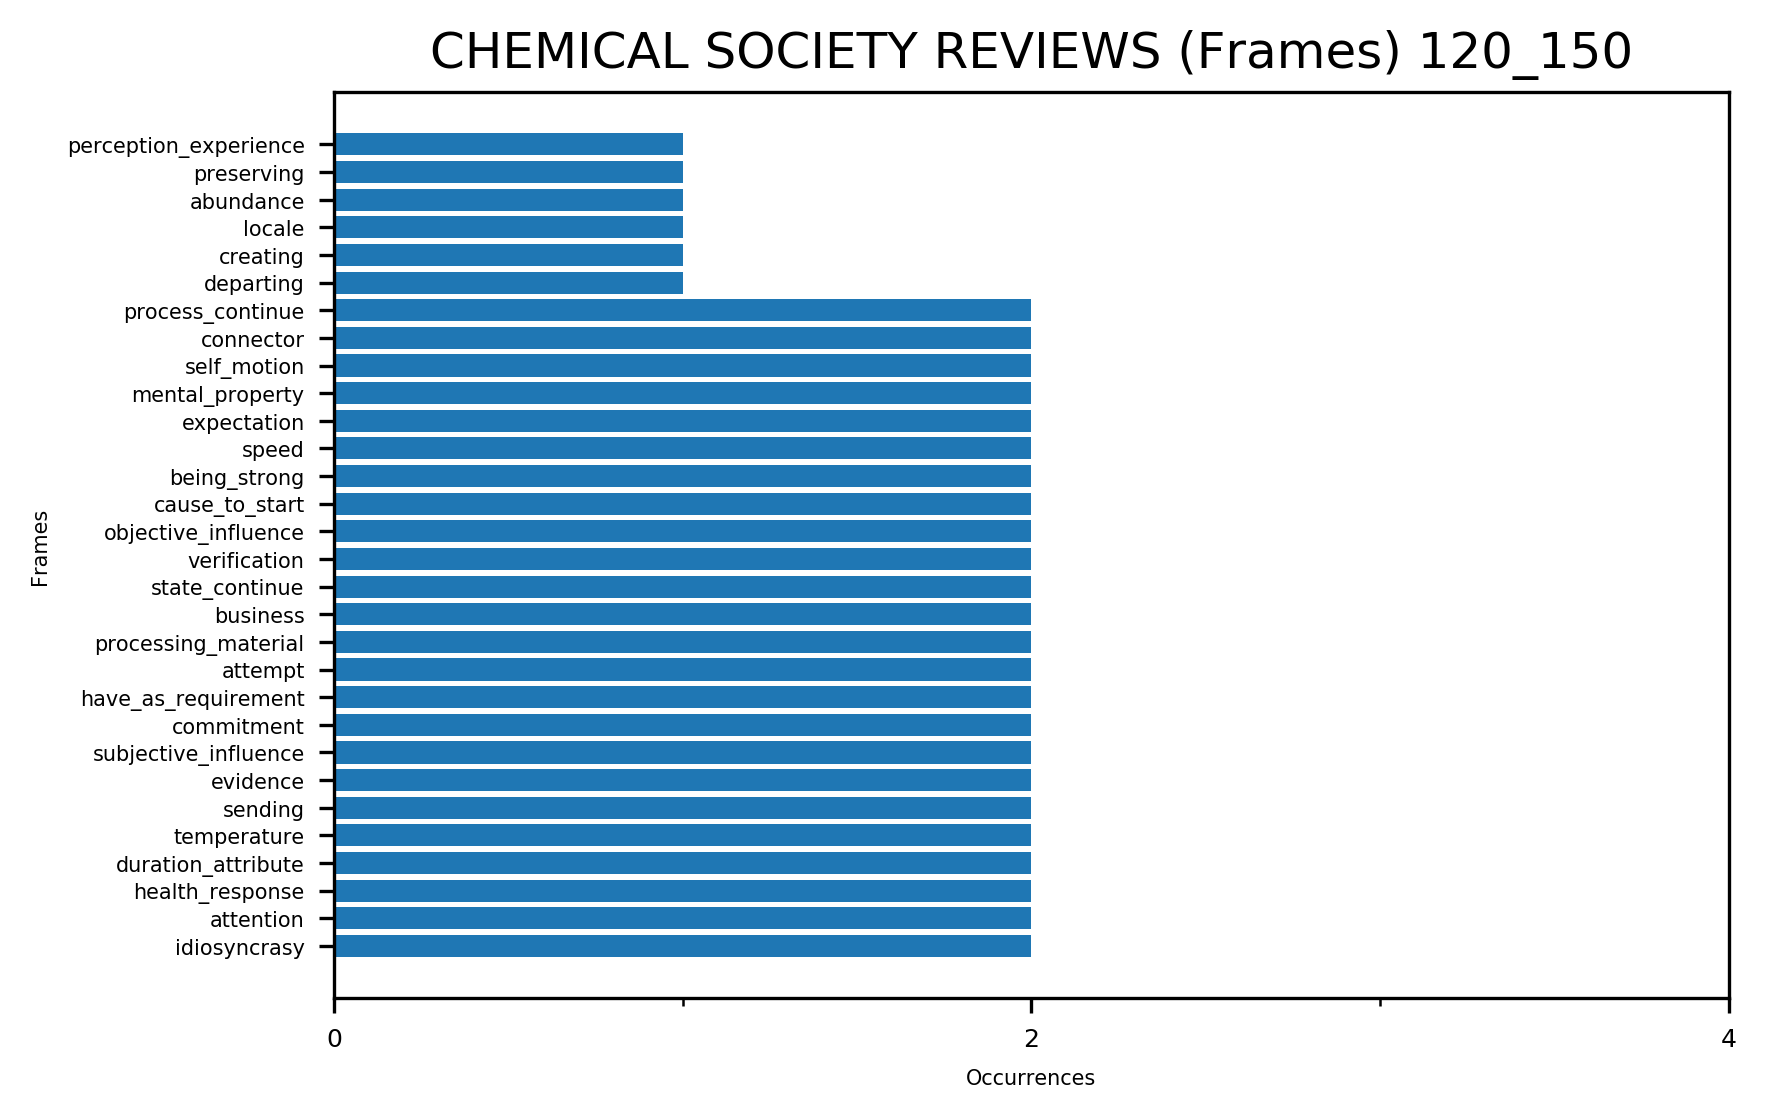 CHEMICAL SOCIETY REVIEWS (Frames) 120_150
perception_experience
preserving
abundance
locale
creating
departing
process_continue
connector
self_motion
mental_property
expectation
speed
being_strong
cause_to_start
objective_influence
verification
state_continue
business
processing_material
attempt
have_as_requirement
commitment
subjective_influence
evidence
sending
temperature
duration_attribute
health_response
attention
idiosyncrasy
Frames
0 2 4
Occurrences